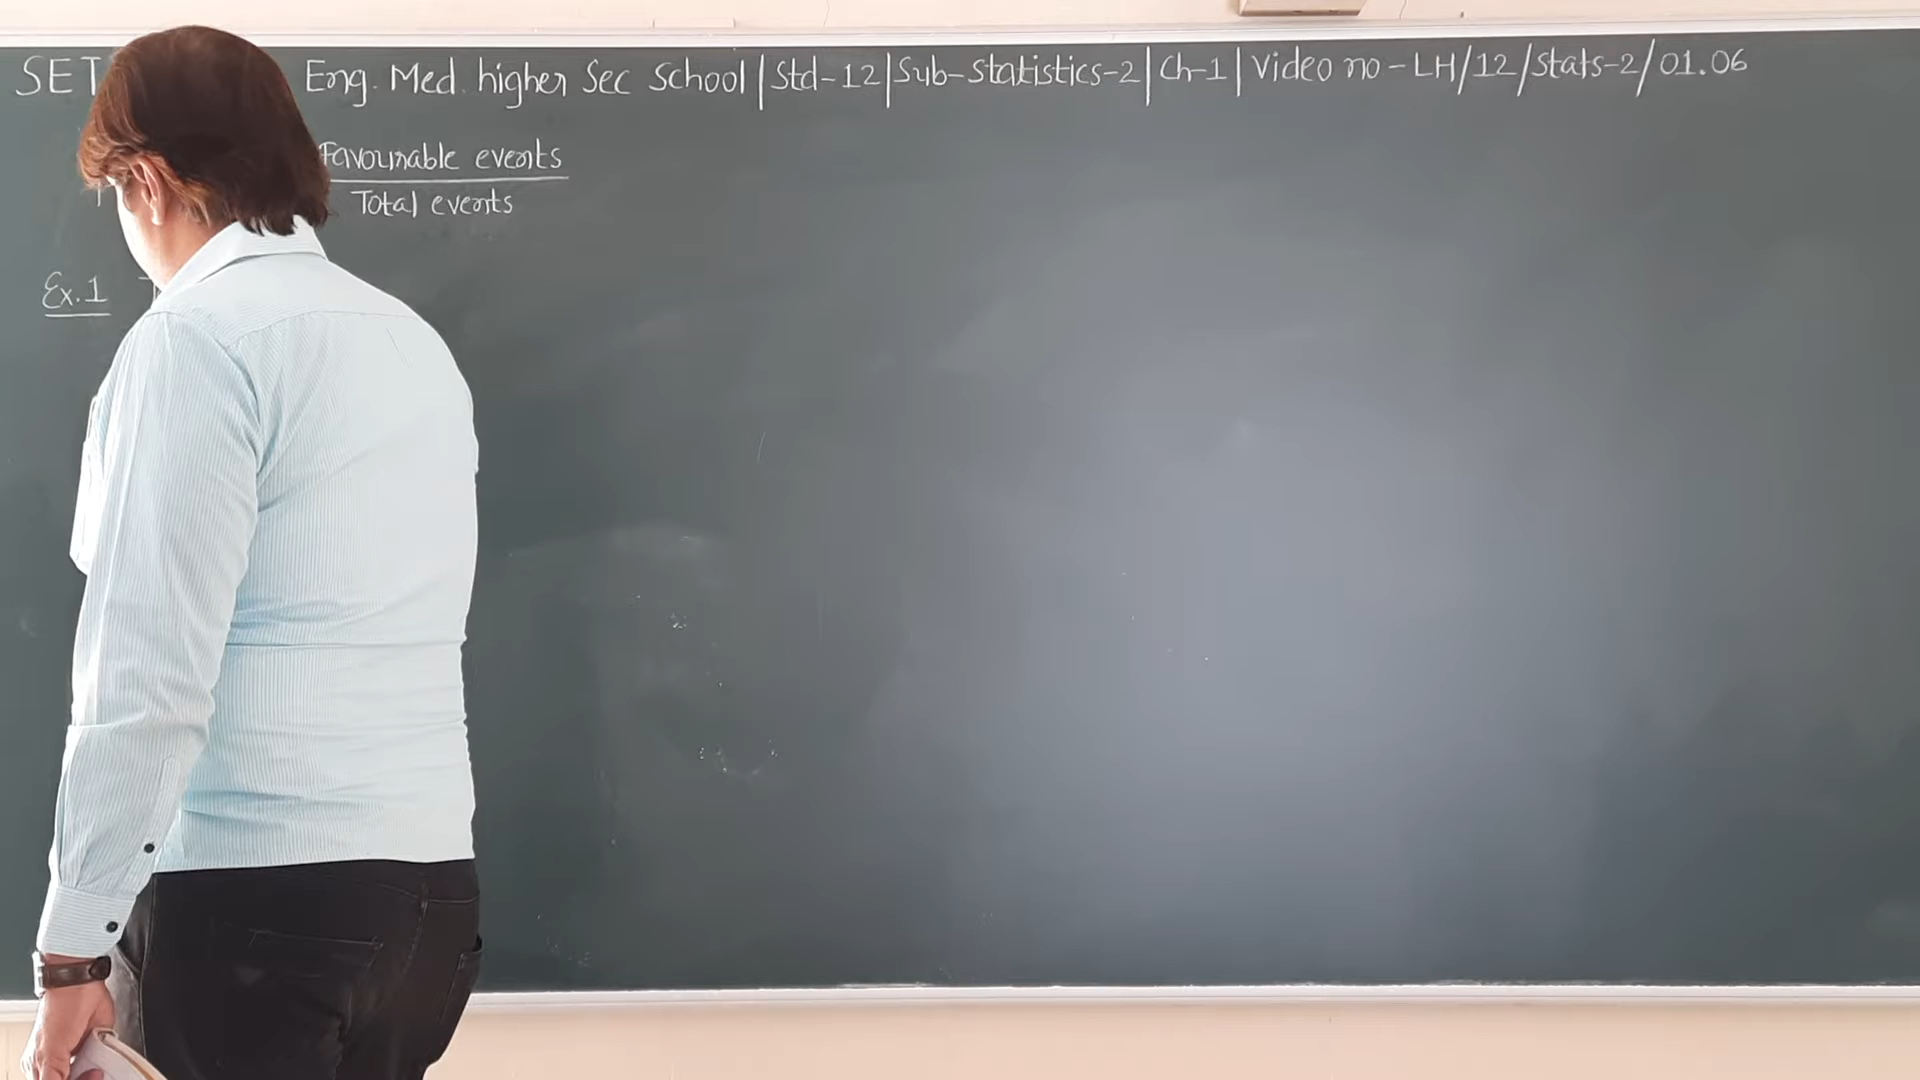 SET Eng. Med. higher Sec School | Std-12 | Sub-Statistics-2 | Ch-1 | Video no - LH/12/Stats-2/01.06
Favourable events
Total events
Ex.1